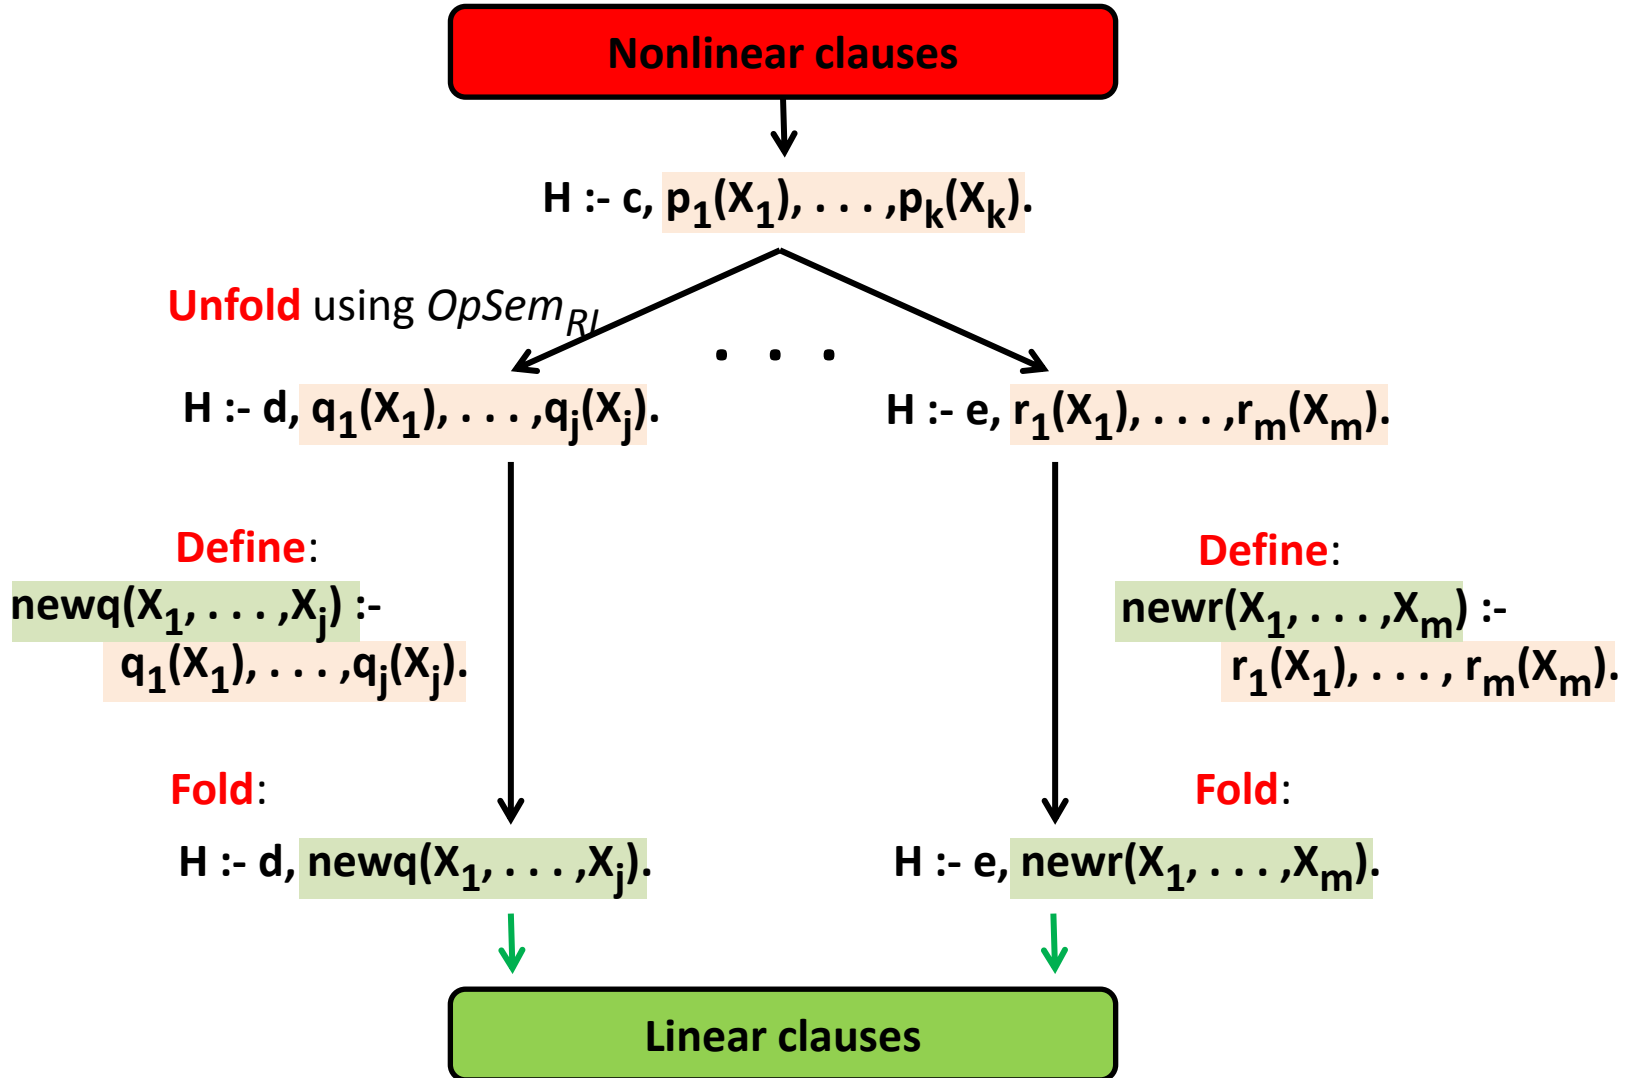 Nonlinear clauses
H :- c, p₁(X₁), . . . ,pₖ(Xₖ).
Unfold using OpSem_RI
. . .
H :- d, q₁(X₁), . . . ,qⱼ(Xⱼ).
H :- e, r₁(X₁), . . . ,rₘ(Xₘ).
Define:
newq(X₁, . . . ,Xⱼ) :-
q₁(X₁), . . . ,qⱼ(Xⱼ).
Define:
newr(X₁, . . . ,Xₘ) :-
r₁(X₁), . . . , rₘ(Xₘ).
Fold:
H :- d, newq(X₁, . . . ,Xⱼ).
Fold:
H :- e, newr(X₁, . . . ,Xₘ).
Linear clauses